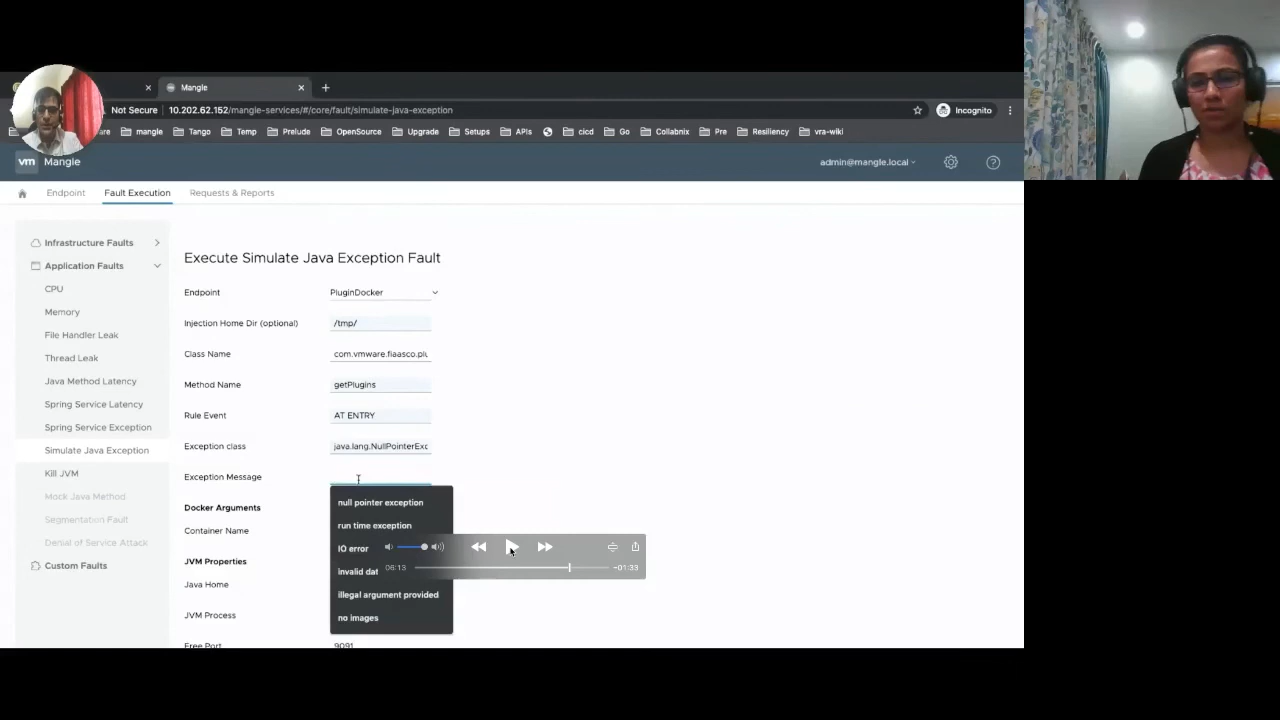 Mangle
Not Secure 10.202.62.152/mangle-services/#/core/fault/simulate-java-exception
Incognito
mangle Tango Temp Prelude OpenSource Upgrade Setups APIs cicd Go Collabnix Pre Resiliency vra-wiki
vm Mangle
admin@mangle.local
Endpoint Fault Execution Requests & Reports
Infrastructure Faults
Application Faults
CPU
Memory
File Handler Leak
Thread Leak
Java Method Latency
Spring Service Latency
Spring Service Exception
Simulate Java Exception
Kill JVM
Mock Java Method
Segmentation Fault
Denial of Service Attack
Custom Faults
Execute Simulate Java Exception Fault
Endpoint PluginDocker
Injection Home Dir (optional) /tmp/
Class Name com.vmware.fiaasco.plu
Method Name getPlugins
Rule Event AT ENTRY
Exception class java.lang.NullPointerExc
Exception Message
null pointer exception
run time exception
IO error
invalid dat
illegal argument provided
no images
Docker Arguments
Container Name
JVM Properties
Java Home
JVM Process
Free Port 9091
06:13 -01:33